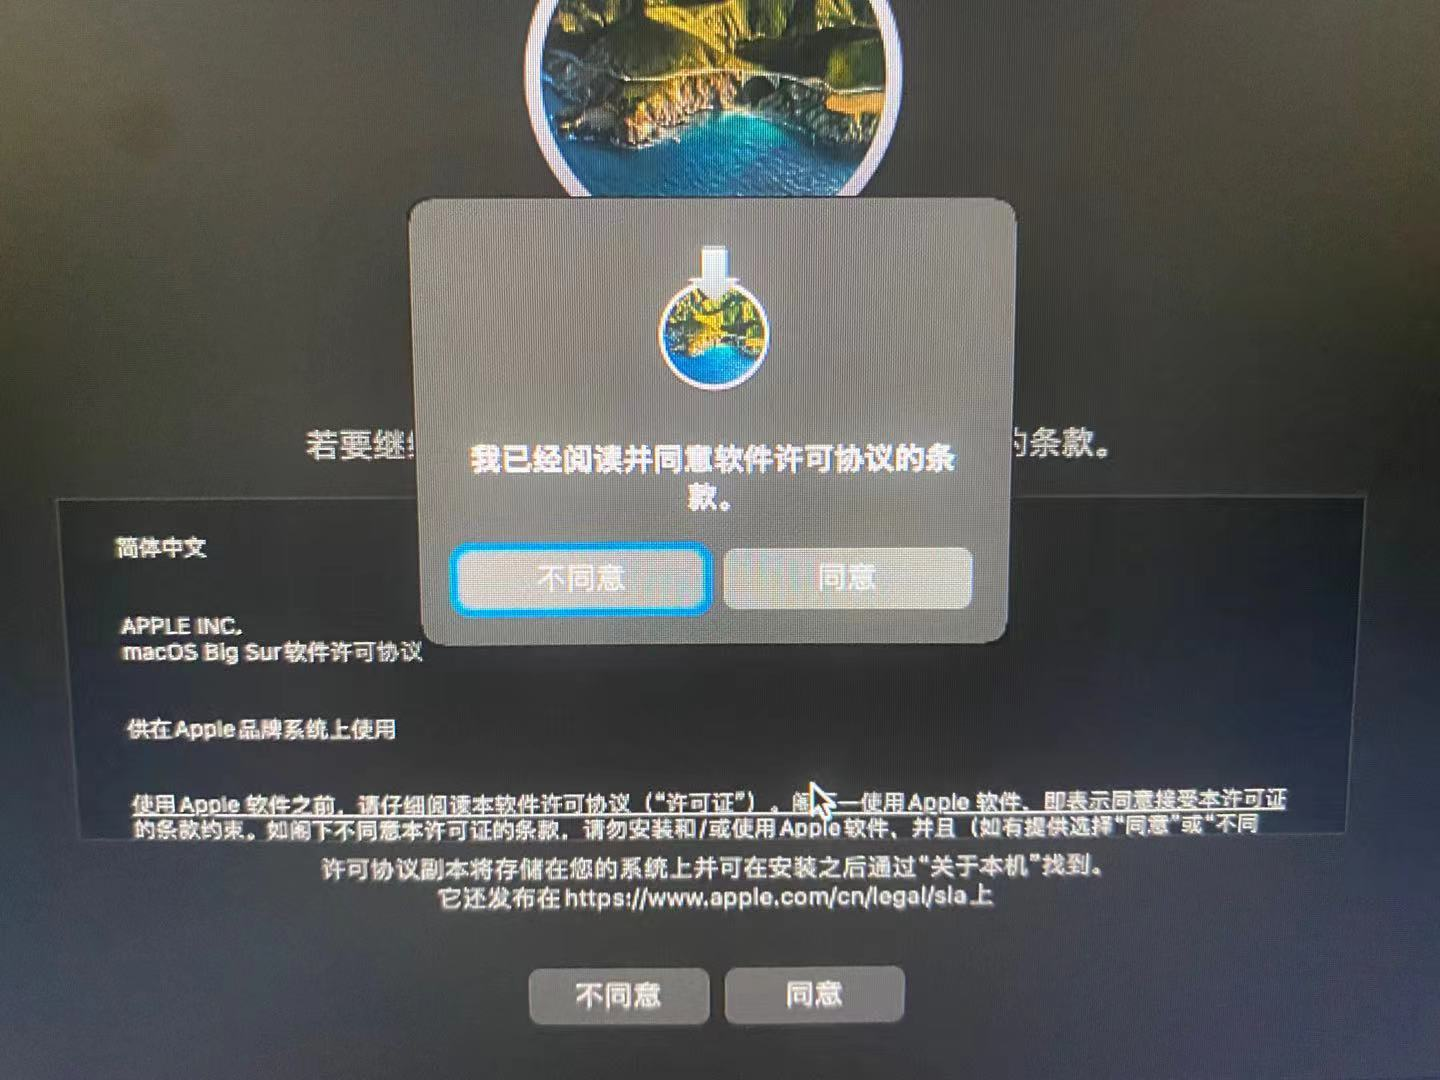 我已经阅读并同意软件许可协议的条
款。
不同意
同意
若要继
的条款。
简体中文
APPLE INC.
macOS Big Sur软件许可协议
供在Apple品牌系统上使用
使用Apple 软件之前，请仔细阅读本软件许可协议（“许可证”）。阁 一使用Apple 软件，即表示同意接受本许可证
的条款约束。如阁下不同意本许可证的条款，请勿安装和/或使用Apple软件，并且（如有提供选择“同意”或“不同
许可协议副本将存储在您的系统上并可在安装之后通过“关于本机”找到。
它还发布在https://www.apple.com/cn/legal/sla上
不同意
同意